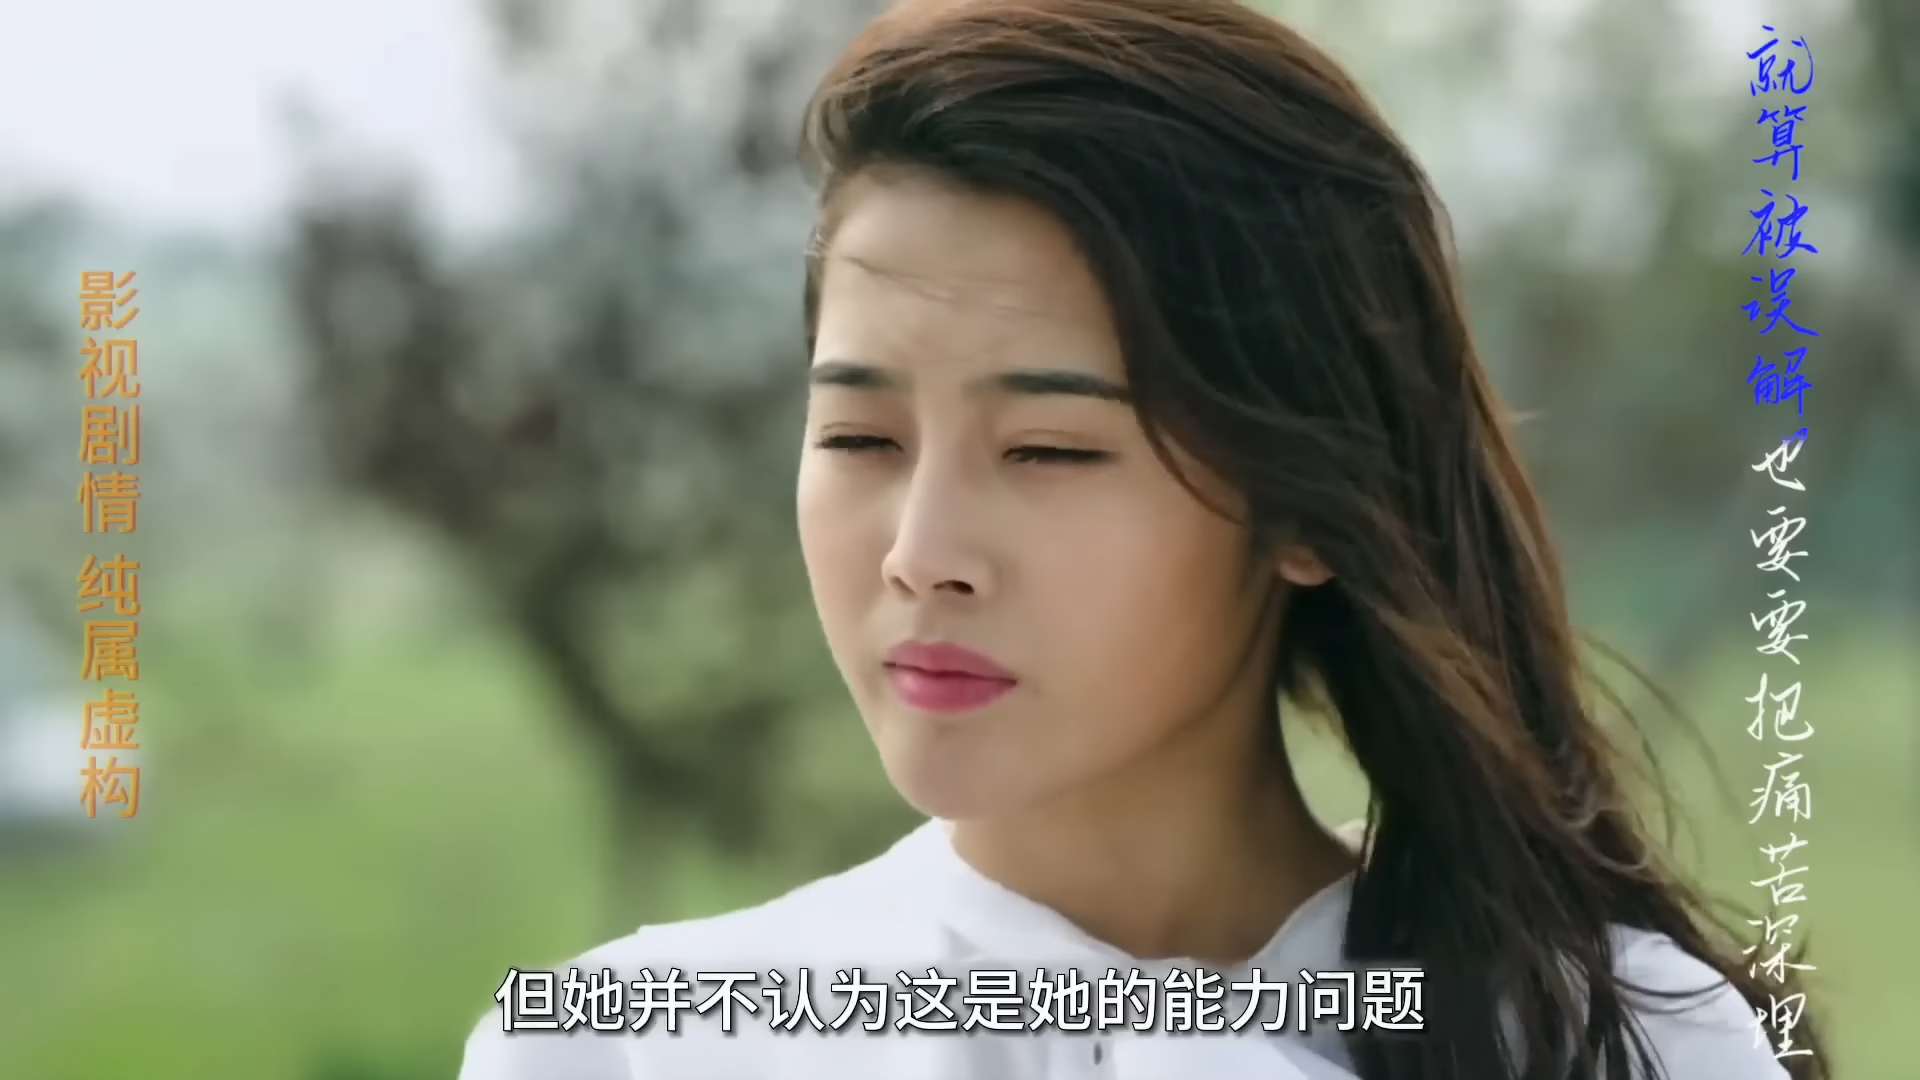 影视剧情 纯属虚构
就算被误解也要要把痛苦深埋
但她并不认为这是她的能力问题